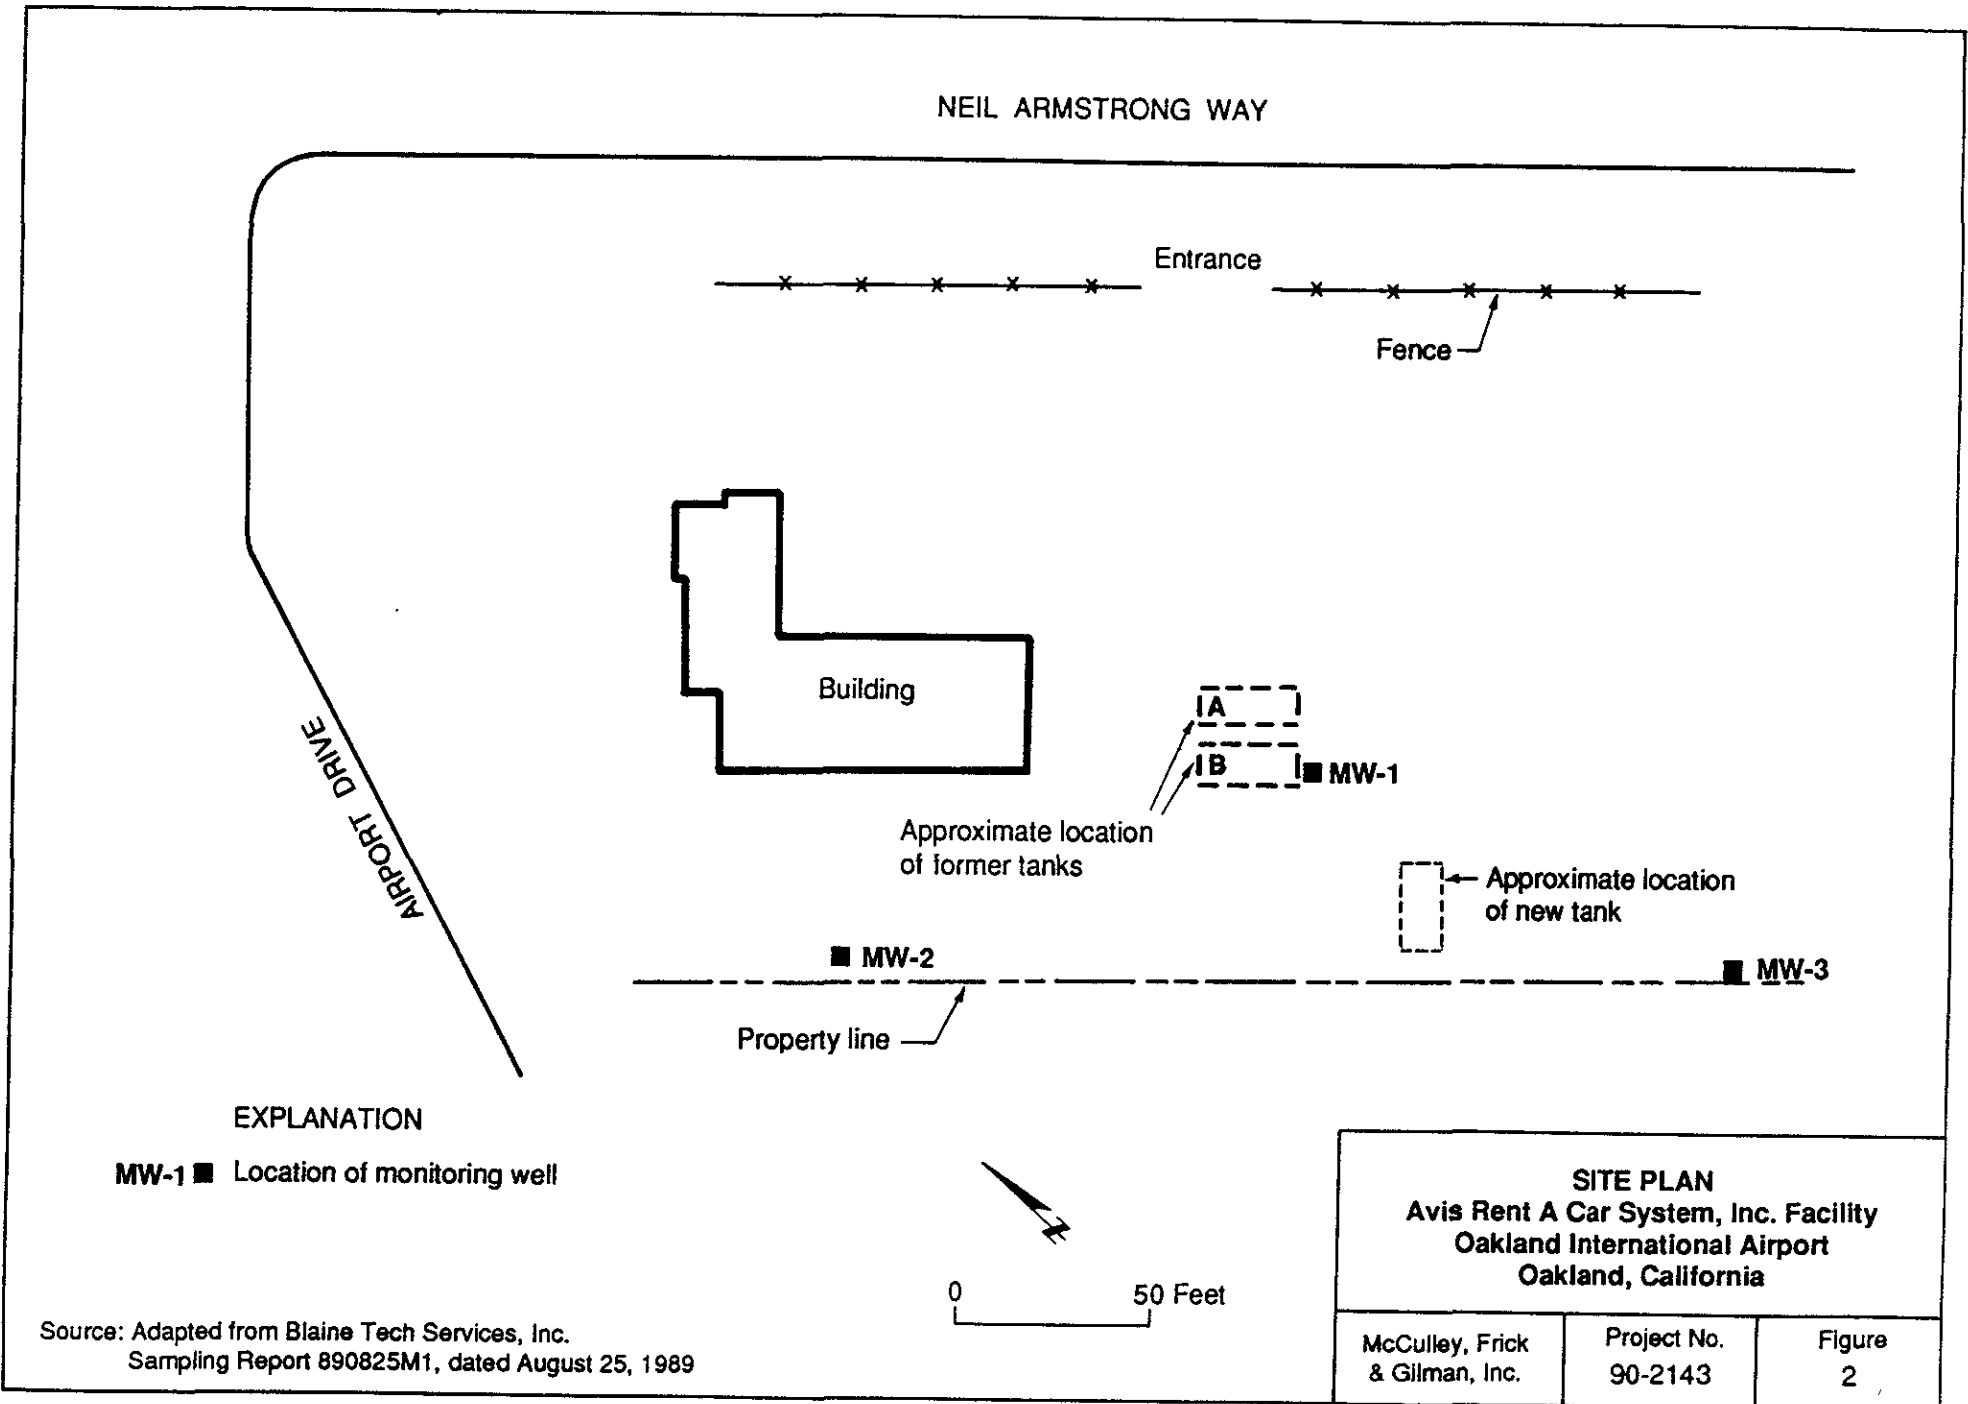 NEIL ARMSTRONG WAY
Entrance
Fence
Building
A
B
MW-1
AIRPORT DRIVE
Approximate location
of former tanks
Approximate location
of new tank
MW-2
MW-3
Property line
EXPLANATION
MW-1 Location of monitoring well
N
0 50 Feet
Source: Adapted from Blaine Tech Services, Inc.
Sampling Report 890825M1, dated August 25, 1989
SITE PLAN
Avis Rent A Car System, Inc. Facility
Oakland International Airport
Oakland, California
McCulley, Frick
& Gilman, Inc.
Project No.
90-2143
Figure
2